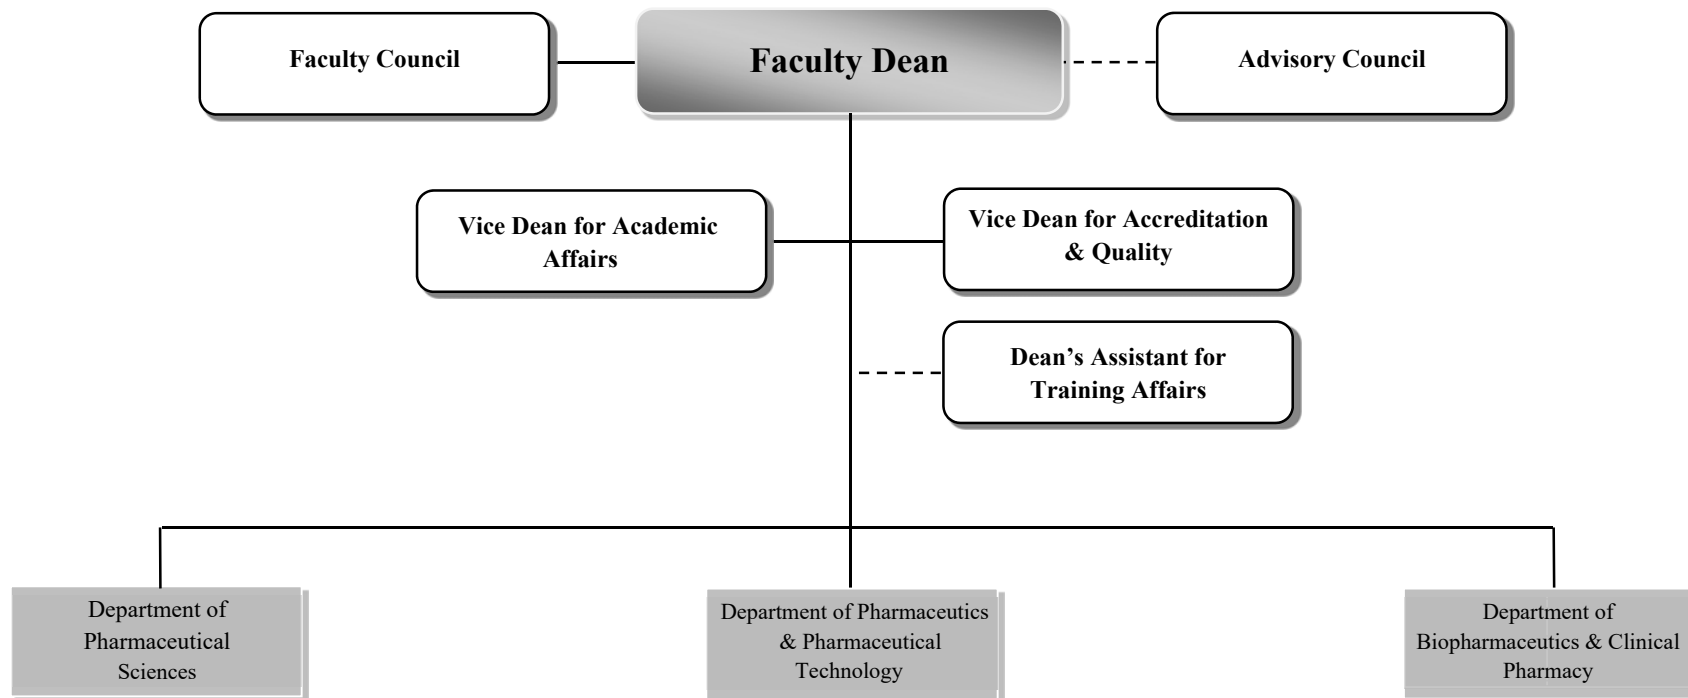 Faculty Council
Faculty Dean
Advisory Council
Vice Dean for Academic
Affairs
Vice Dean for Accreditation
& Quality
Dean’s Assistant for
Training Affairs
Department of
Pharmaceutical
Sciences
Department of Pharmaceutics
& Pharmaceutical
Technology
Department of
Biopharmaceutics & Clinical
Pharmacy